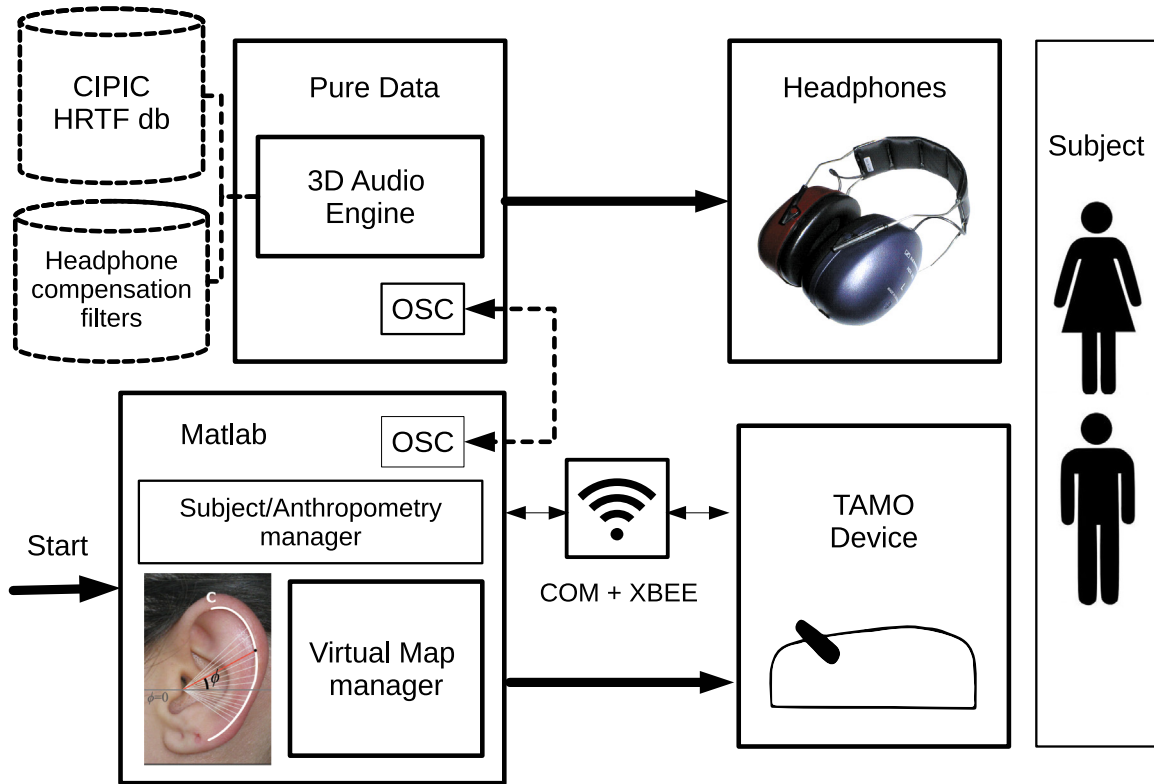 CIPIC
HRTF db
Headphone
compensation
filters
Pure Data
3D Audio
Engine
OSC
Headphones
Subject
Start
Matlab
OSC
Subject/Anthropometry
manager
C
ϕ
ϕ=0
Virtual Map
manager
COM + XBEE
TAMO
Device